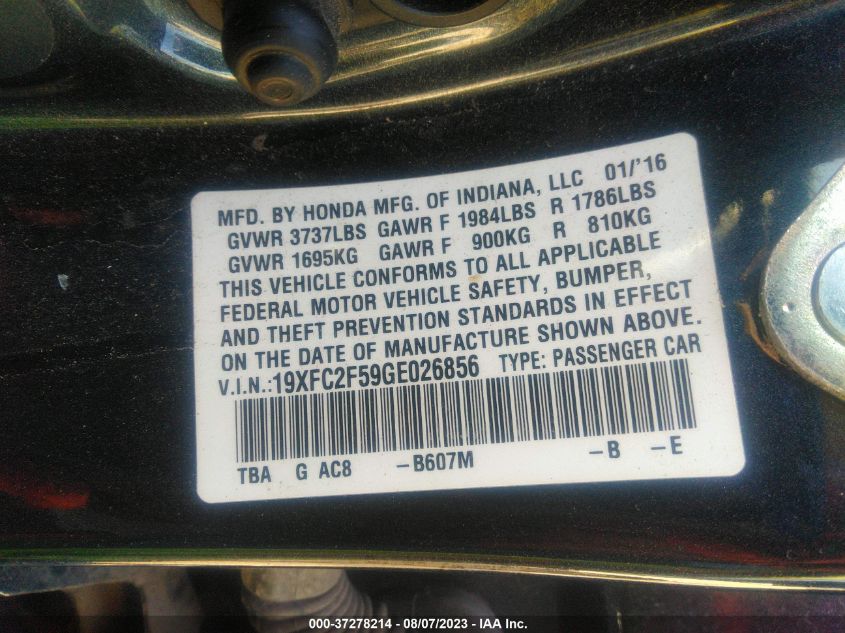 MFD. BY HONDA MFG. OF INDIANA, LLC 01/'16
GVWR 3737LBS GAWR F 1984LBS R 1786LBS
GVWR 1695KG GAWR F 900KG R 810KG
THIS VEHICLE CONFORMS TO ALL APPLICABLE
FEDERAL MOTOR VEHICLE SAFETY, BUMPER,
AND THEFT PREVENTION STANDARDS IN EFFECT
ON THE DATE OF MANUFACTURE SHOWN ABOVE.
V.I.N.:19XFC2F59GE026856 TYPE: PASSENGER CAR
TBA G AC8 -B607M -B -E
000-37278214 - 08/07/2023 - IAA Inc.